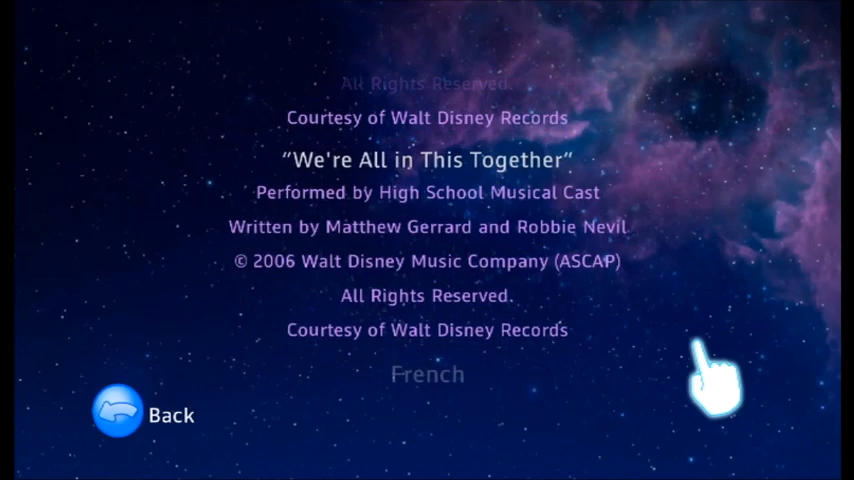 All Rights Reserved.
Courtesy of Walt Disney Records
"We're All in This Together"
Performed by High School Musical Cast
Written by Matthew Gerrard and Robbie Nevil
© 2006 Walt Disney Music Company (ASCAP)
All Rights Reserved.
Courtesy of Walt Disney Records
French
Back